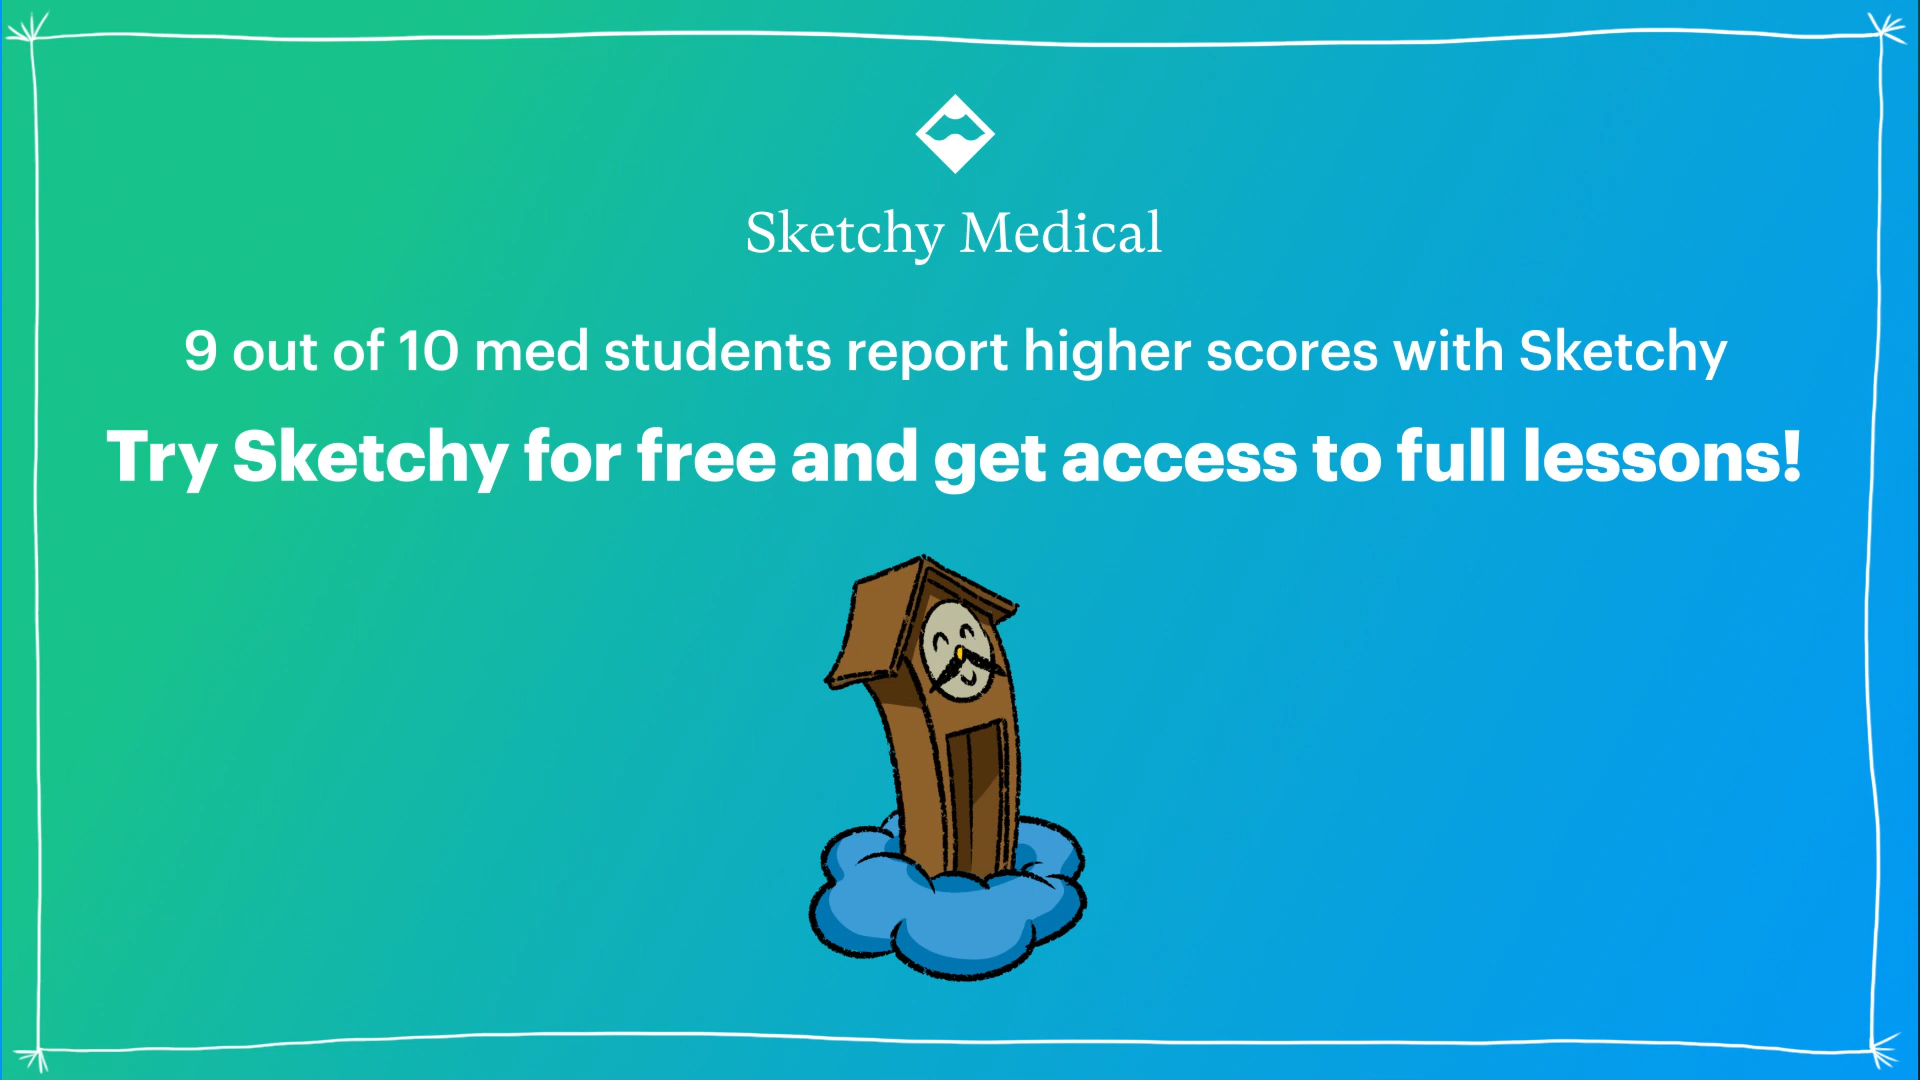 Sketchy Medical
9 out of 10 med students report higher scores with Sketchy
Try Sketchy for free and get access to full lessons!